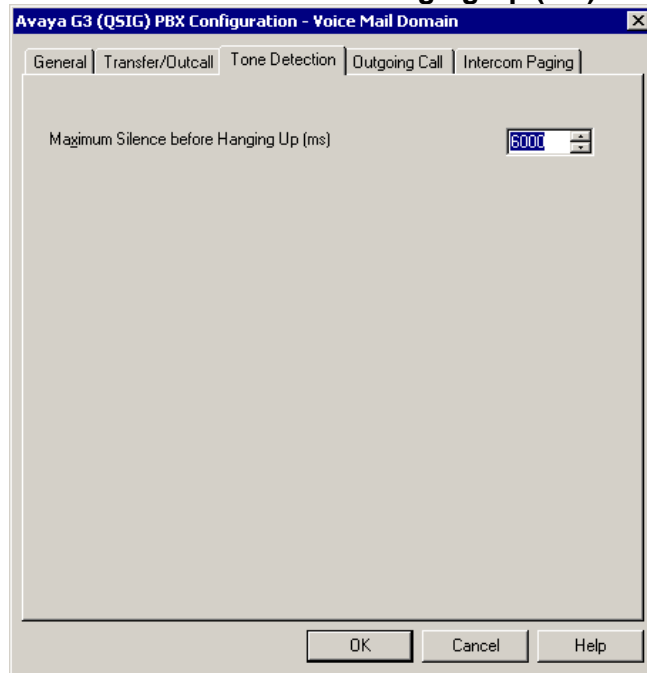 Avaya G3 (QSIG) PBX Configuration - Voice Mail Domain
General Transfer/Outcall Tone Detection Outgoing Call Intercom Paging
Maximum Silence before Hanging Up (ms) 6000
OK Cancel Help